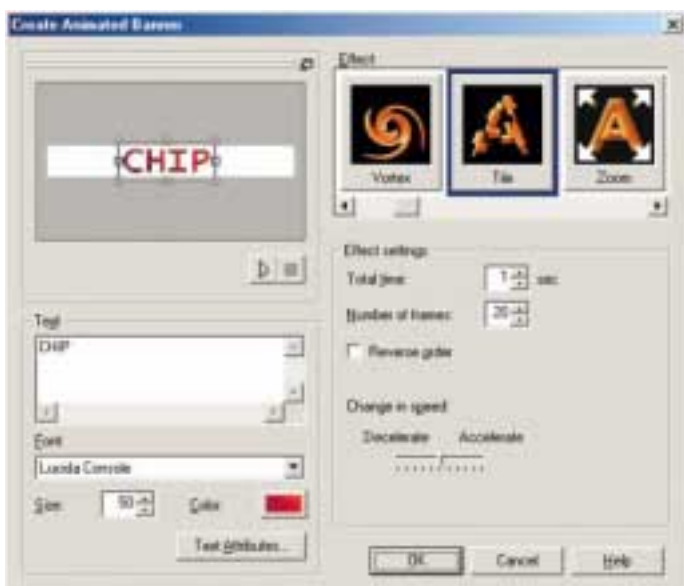 Create Animated Banner
CHIP
Effect
Vortex
Tile
Zoom
Effect settings
Total time:
1
sec
Number of frames:
20
Reverse order
Change in speed:
Decelerate Accelerate
Text
CHIP
Font
Lucida Console
Size:
50
Color:
Text Attributes...
OK
Cancel
Help